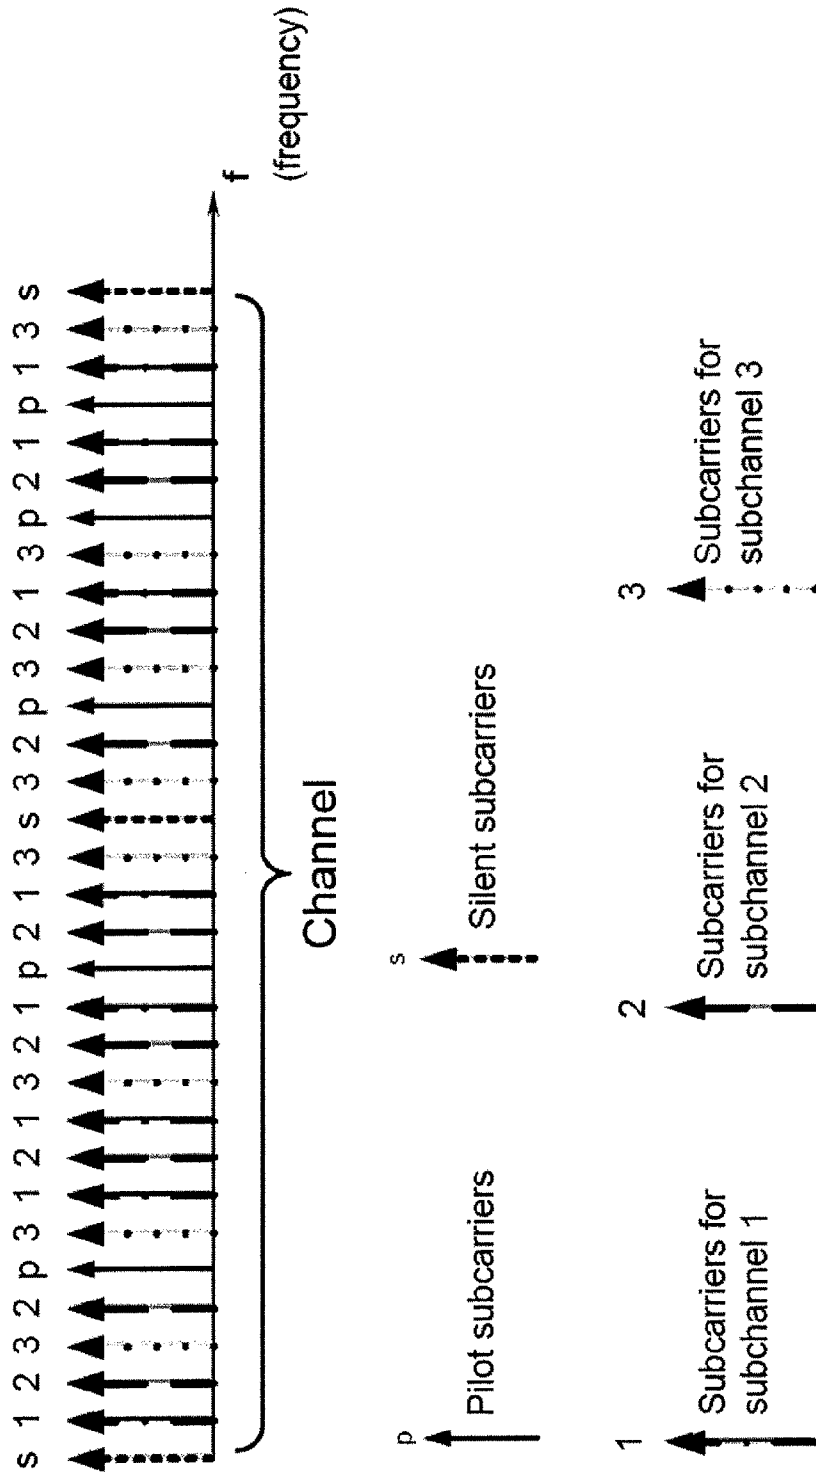 s 1 2 3 2 p 3 1 2 1 3 2 1 p 2 1 3 s 3 2 p 3 2 1 3 p 2 1 p 1 3 s
f
(frequency)
Channel
p
Pilot subcarriers
s
Silent subcarriers
1
Subcarriers for
subchannel 1
2
Subcarriers for
subchannel 2
3
Subcarriers for
subchannel 3